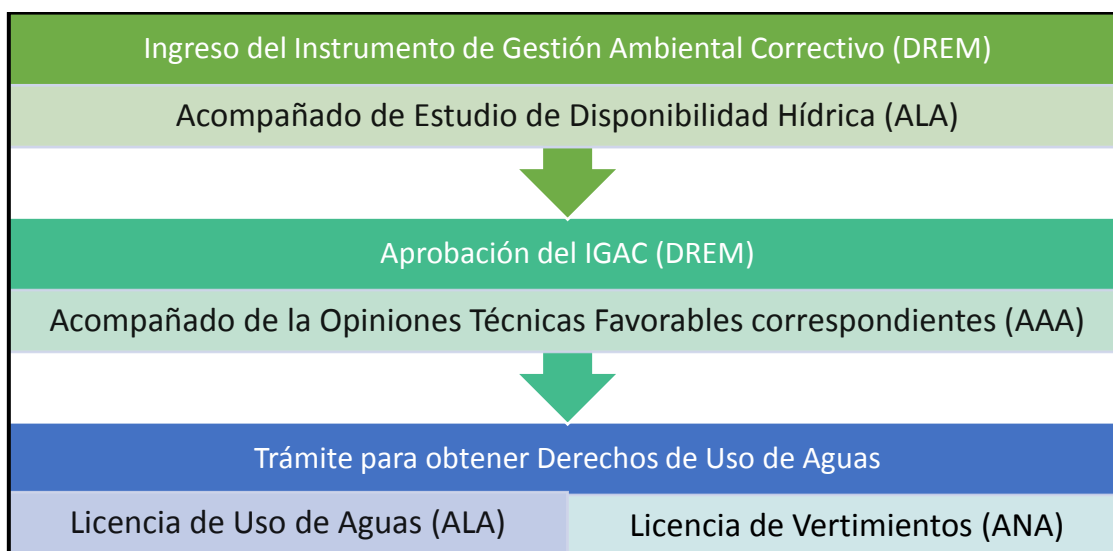 Ingreso del Instrumento de Gestión Ambiental Correctivo (DREM)
Acompañado de Estudio de Disponibilidad Hídrica (ALA)
Aprobación del IGAC (DREM)
Acompañado de la Opiniones Técnicas Favorables correspondientes (AAA)
Trámite para obtener Derechos de Uso de Aguas
Licencia de Uso de Aguas (ALA)
Licencia de Vertimientos (ANA)